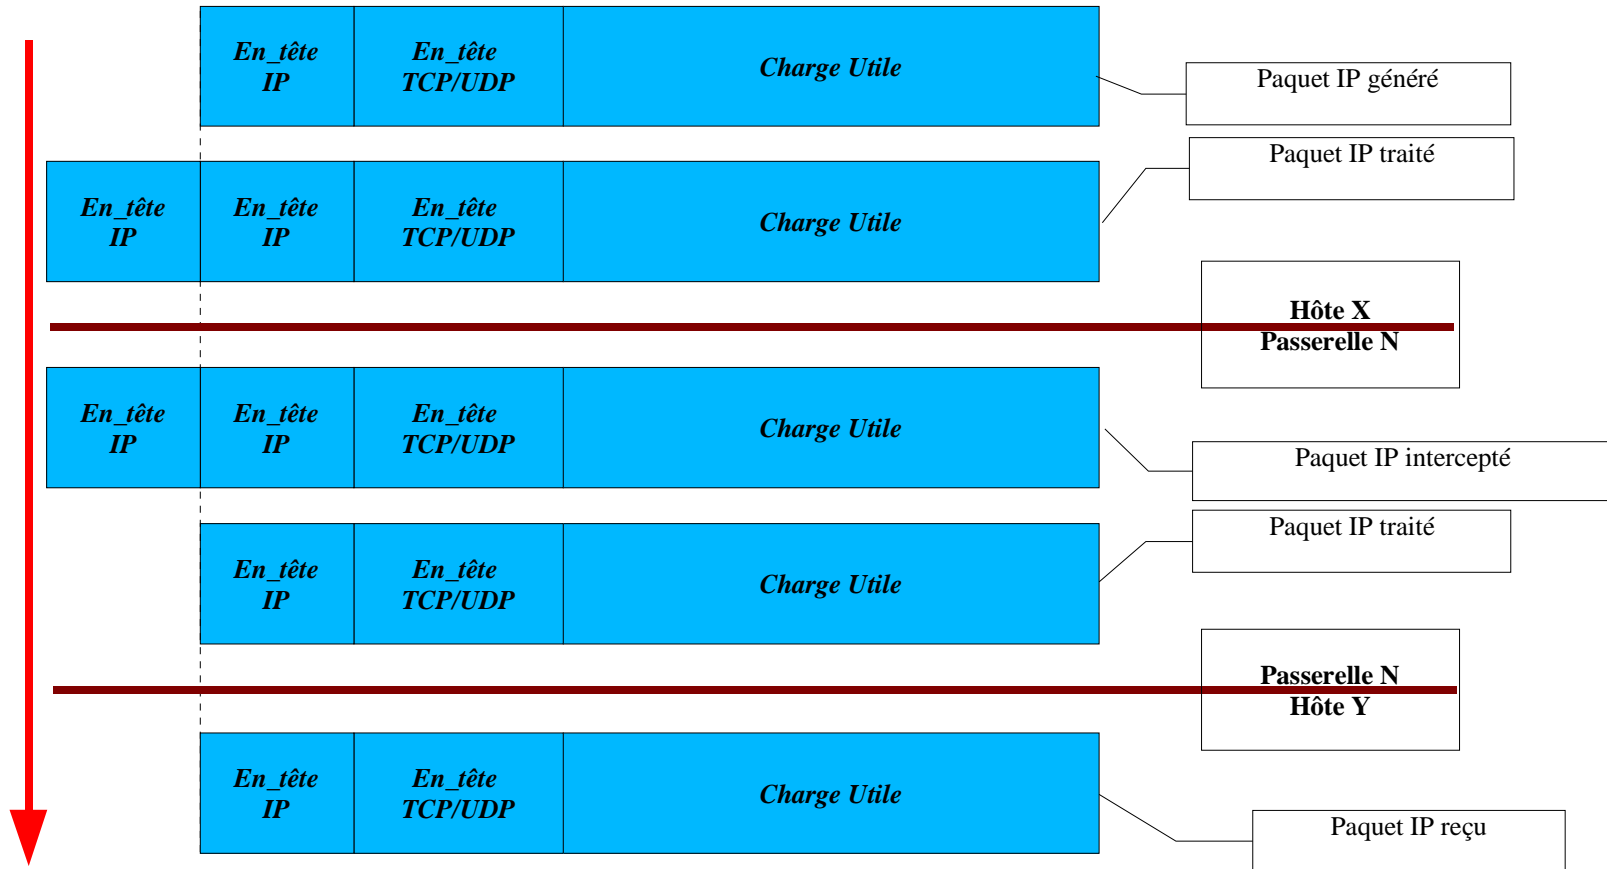 En_tête
IP
En_tête
TCP/UDP
Charge Utile
Paquet IP généré
En_tête
IP
En_tête
IP
En_tête
TCP/UDP
Charge Utile
Paquet IP traité
Hôte X
Passerelle N
En_tête
IP
En_tête
IP
En_tête
TCP/UDP
Charge Utile
Paquet IP intercepté
En_tête
IP
En_tête
TCP/UDP
Charge Utile
Paquet IP traité
Passerelle N
Hôte Y
En_tête
IP
En_tête
TCP/UDP
Charge Utile
Paquet IP reçu